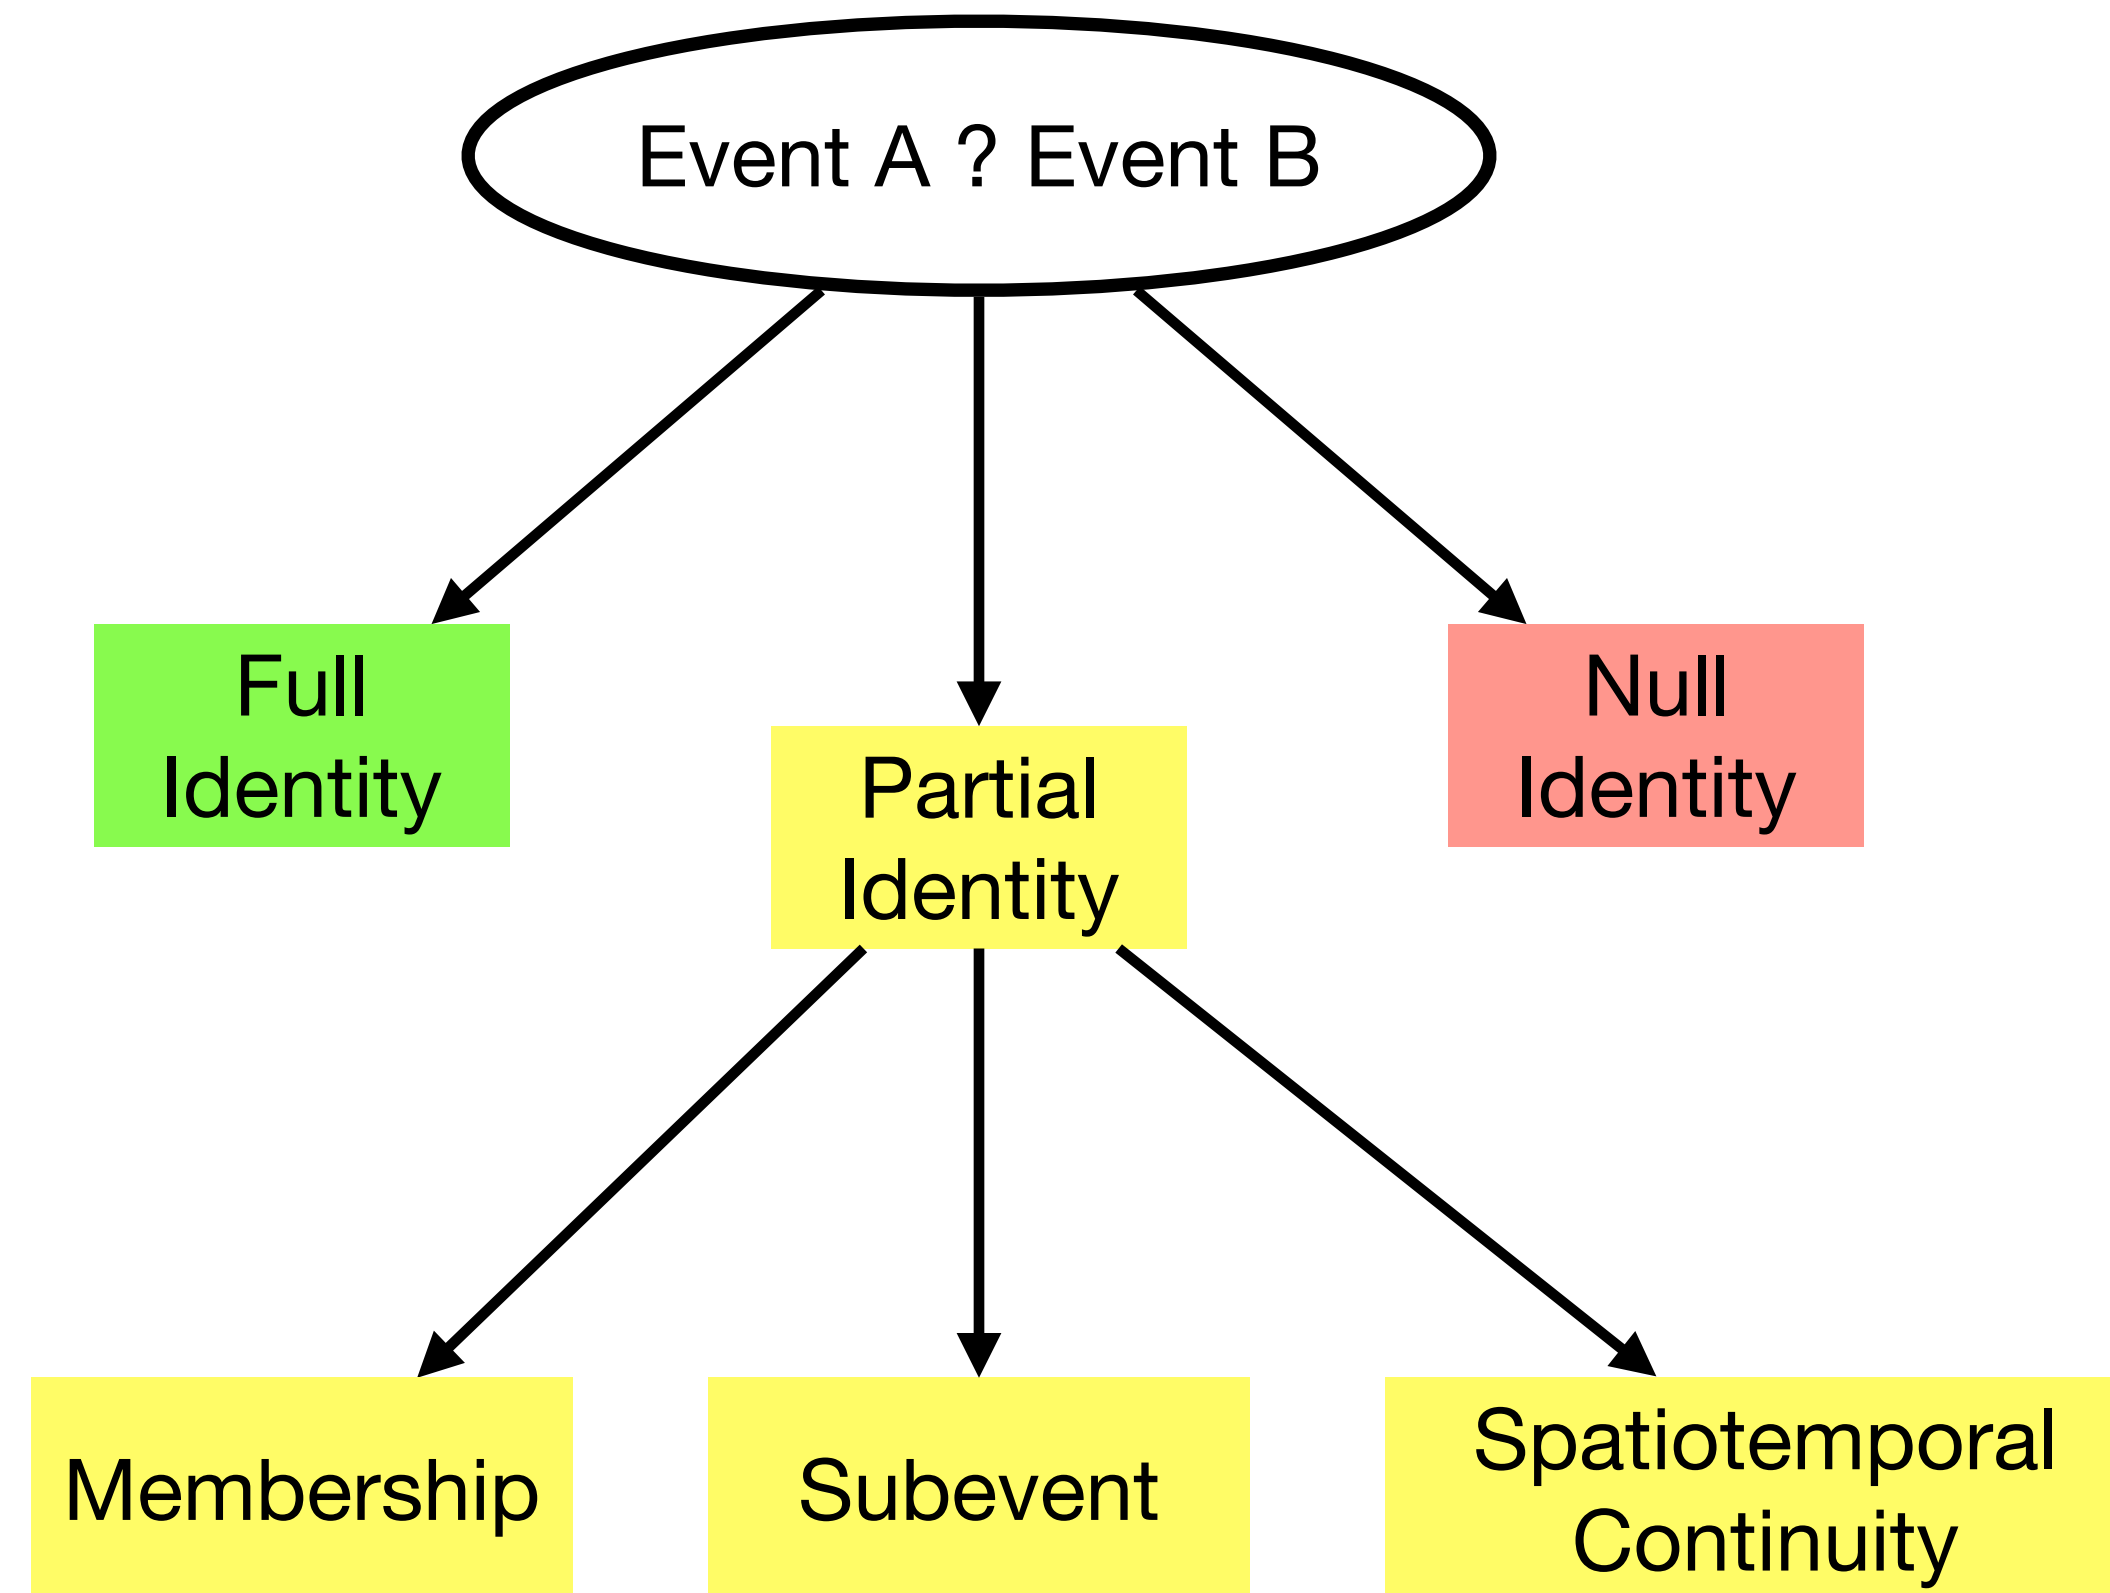 Event A ? Event B
Full
Identity
Partial
Identity
Null
Identity
Membership
Subevent
Spatiotemporal
Continuity